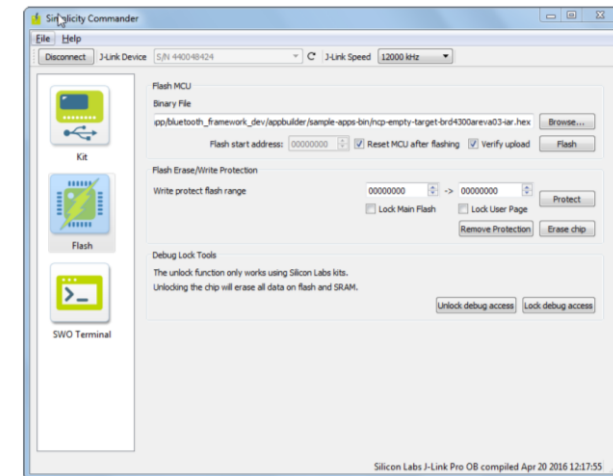 Simplicity Commander
File Help
Disconnect J-Link Device S/N 440048424 J-Link Speed 12000 kHz
Kit
Flash
SWO Terminal
Flash MCU
Binary File
ipp/bluetooth_framework_dev/appbuilder/sample-apps-bin/ncp-empty-target-brd4300areva03-iar.hex Browse...
Flash start address: 00000000 Reset MCU after flashing Verify upload Flash
Flash Erase/Write Protection
Write protect flash range 00000000 -> 00000000 Protect
Lock Main Flash Lock User Page
Remove Protection Erase chip
Debug Lock Tools
The unlock function only works using Silicon Labs kits.
Unlocking the chip will erase all data on flash and SRAM.
Unlock debug access Lock debug access
Silicon Labs J-Link Pro OB compiled Apr 20 2016 12:17:55